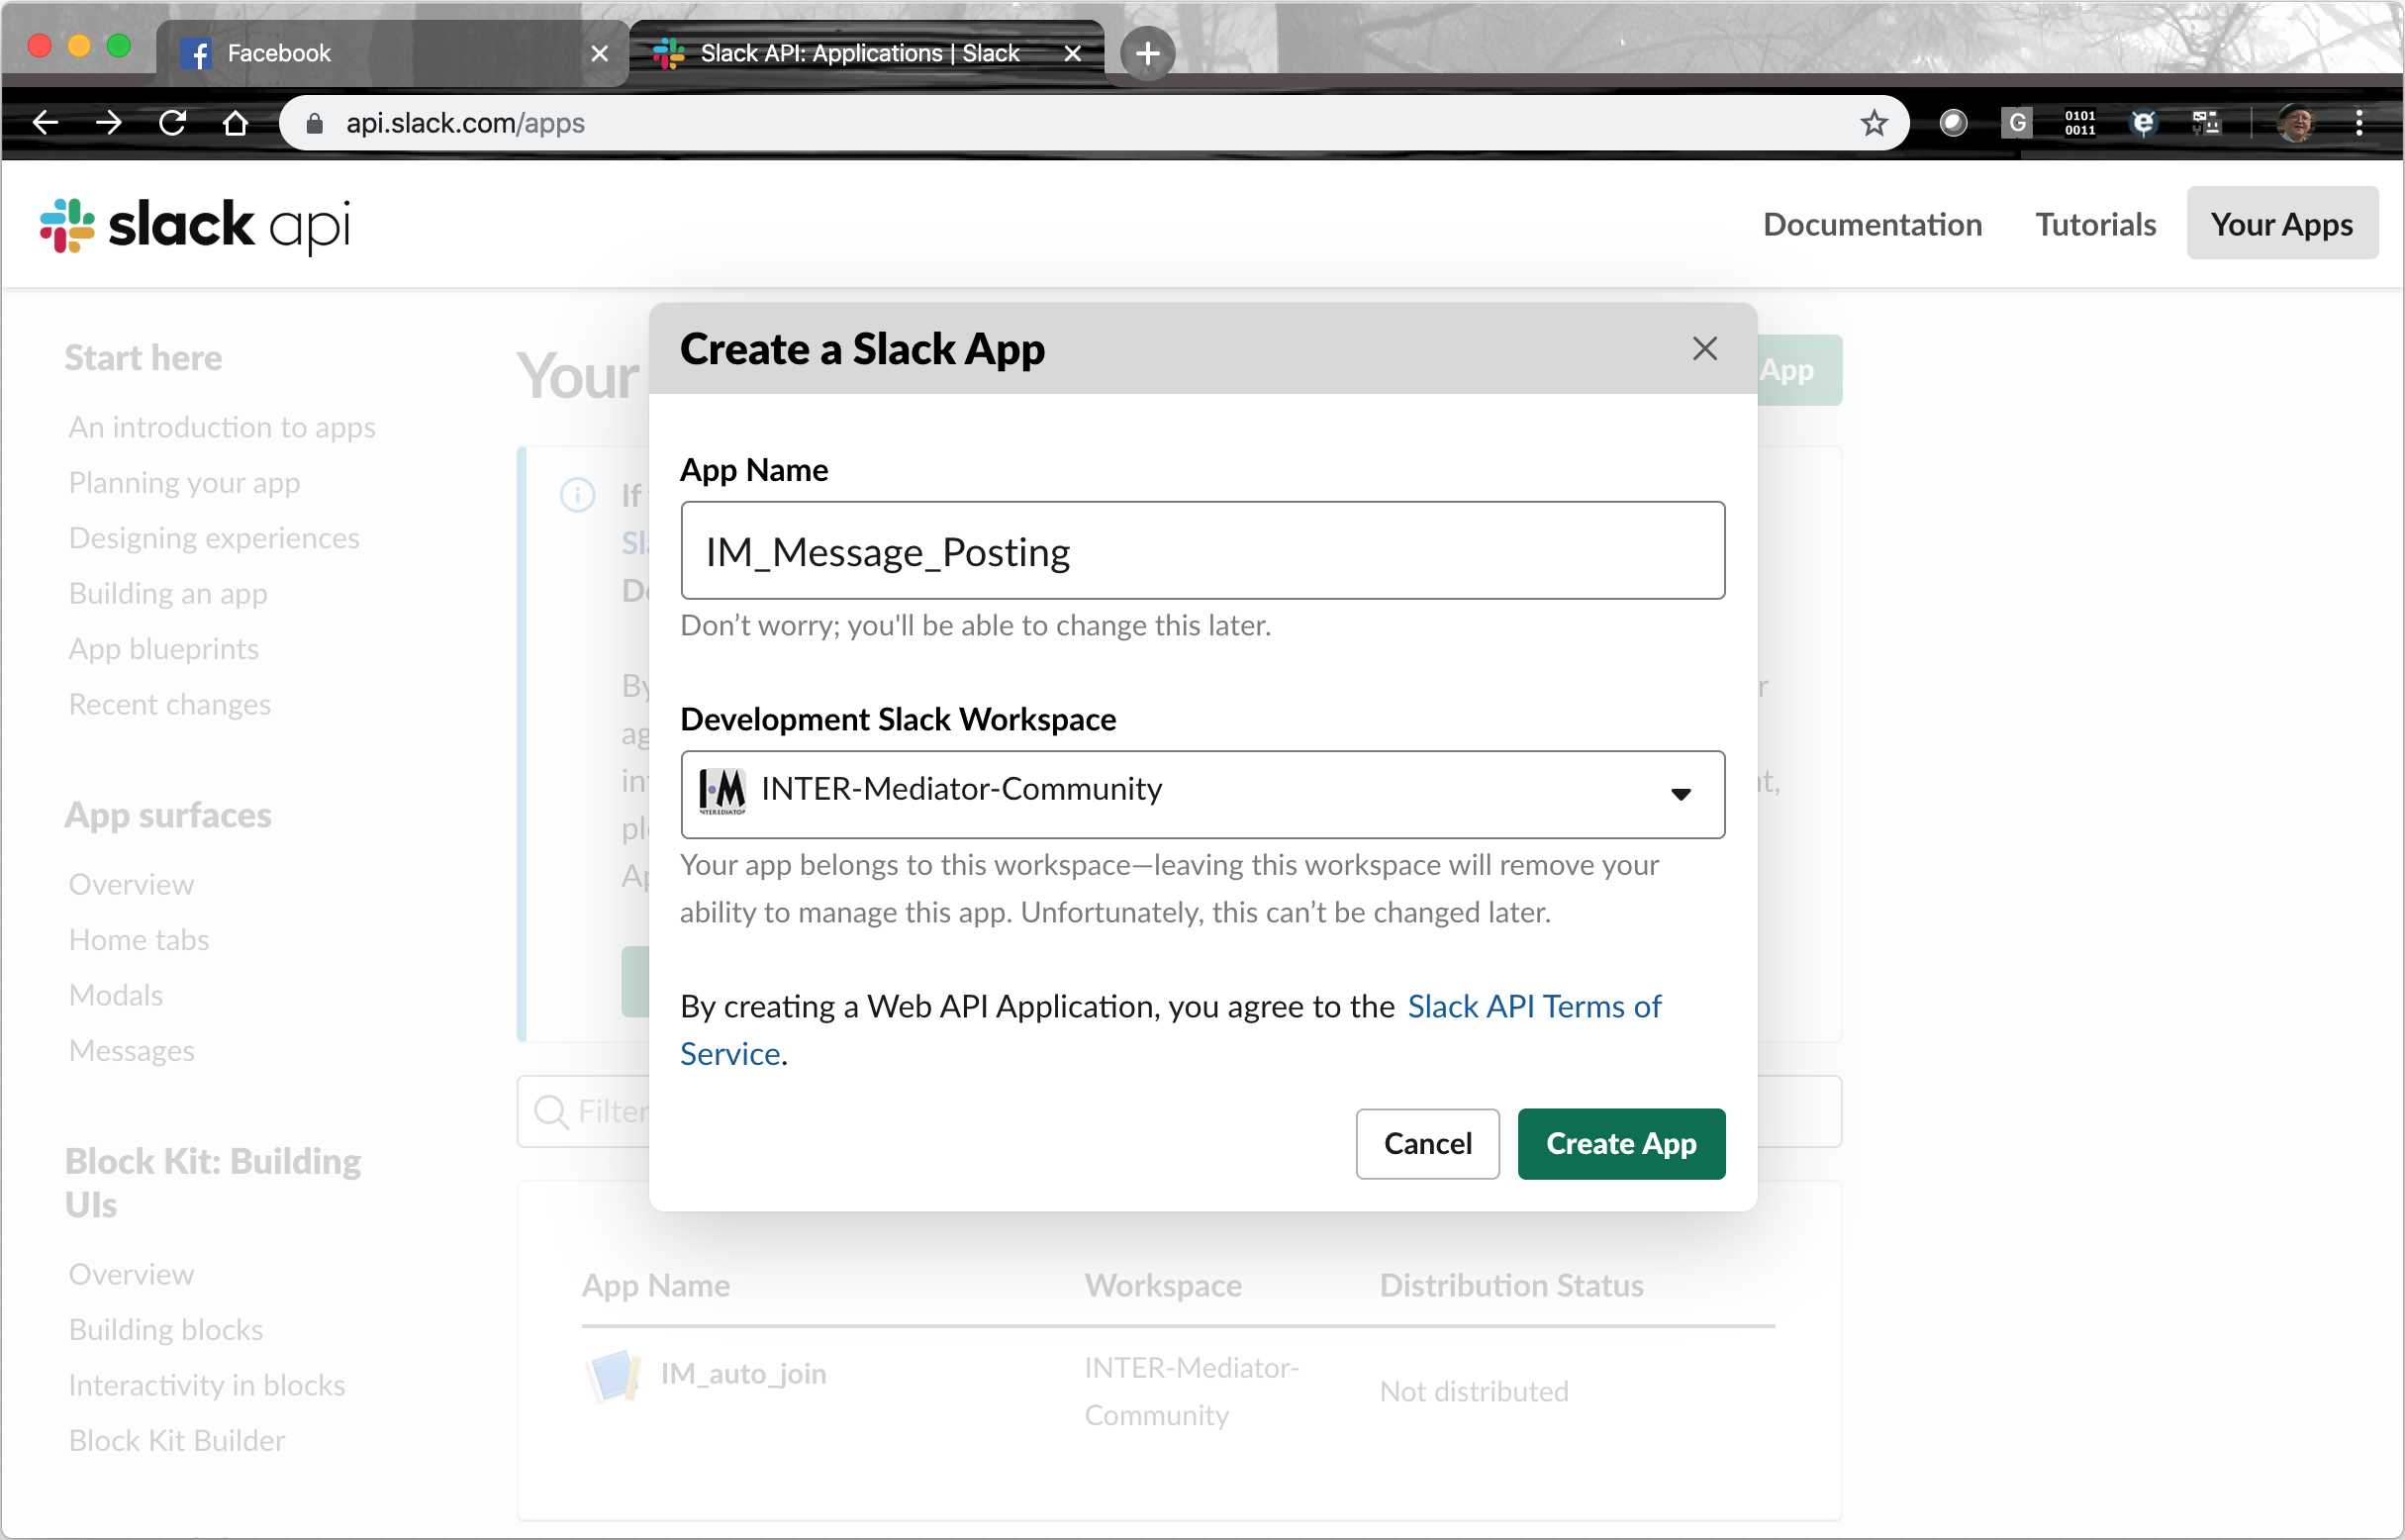 Facebook
Slack API: Applications | Slack
api.slack.com/apps
G
0101
0011
slack api
Documentation
Tutorials
Your Apps
Start here
An introduction to apps
Planning your app
Designing experiences
Building an app
App blueprints
Recent changes
App surfaces
Overview
Home tabs
Modals
Messages
Block Kit: Building
UIs
Overview
Building blocks
Interactivity in blocks
Block Kit Builder
Your
App
If
By
Filter
Create a Slack App
App Name
IM_Message_Posting
Don’t worry; you'll be able to change this later.
Development Slack Workspace
INTER-Mediator-Community
Your app belongs to this workspace—leaving this workspace will remove your
ability to manage this app. Unfortunately, this can’t be changed later.
By creating a Web API Application, you agree to the Slack API Terms of
Service.
Cancel
Create App
App Name
Workspace
Distribution Status
IM_auto_join
INTER-Mediator-
Community
Not distributed